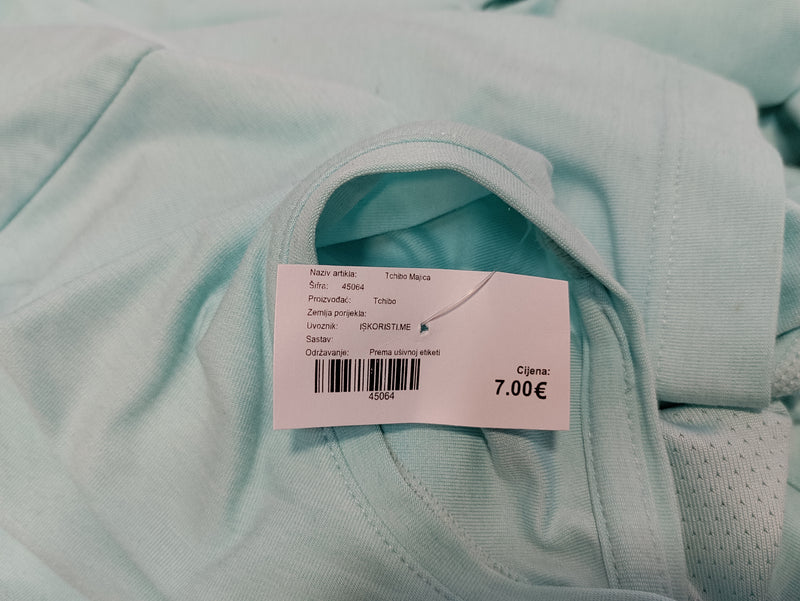 Naziv artikla: Tchibo Majica
Šifra: 45064
Proizvođač: Tchibo
Zemlja porijekla:
Uvoznik: ISKORISTI.ME
Sastav:
Održavanje: Prema ušivnoj etiketi
45064
Cijena:
7.00€